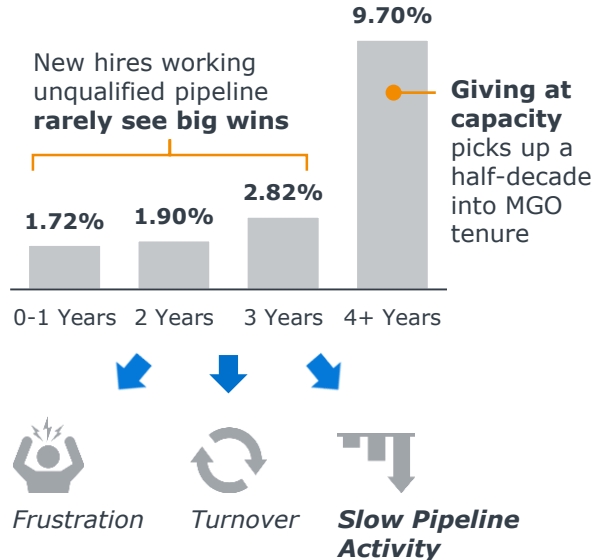 9.70%
New hires working
unqualified pipeline
rarely see big wins
Giving at
capacity
picks up a
half-decade
into MGO
tenure
1.72%
1.90%
2.82%
0-1 Years
2 Years
3 Years
4+ Years
Frustration
Turnover
Slow Pipeline
Activity